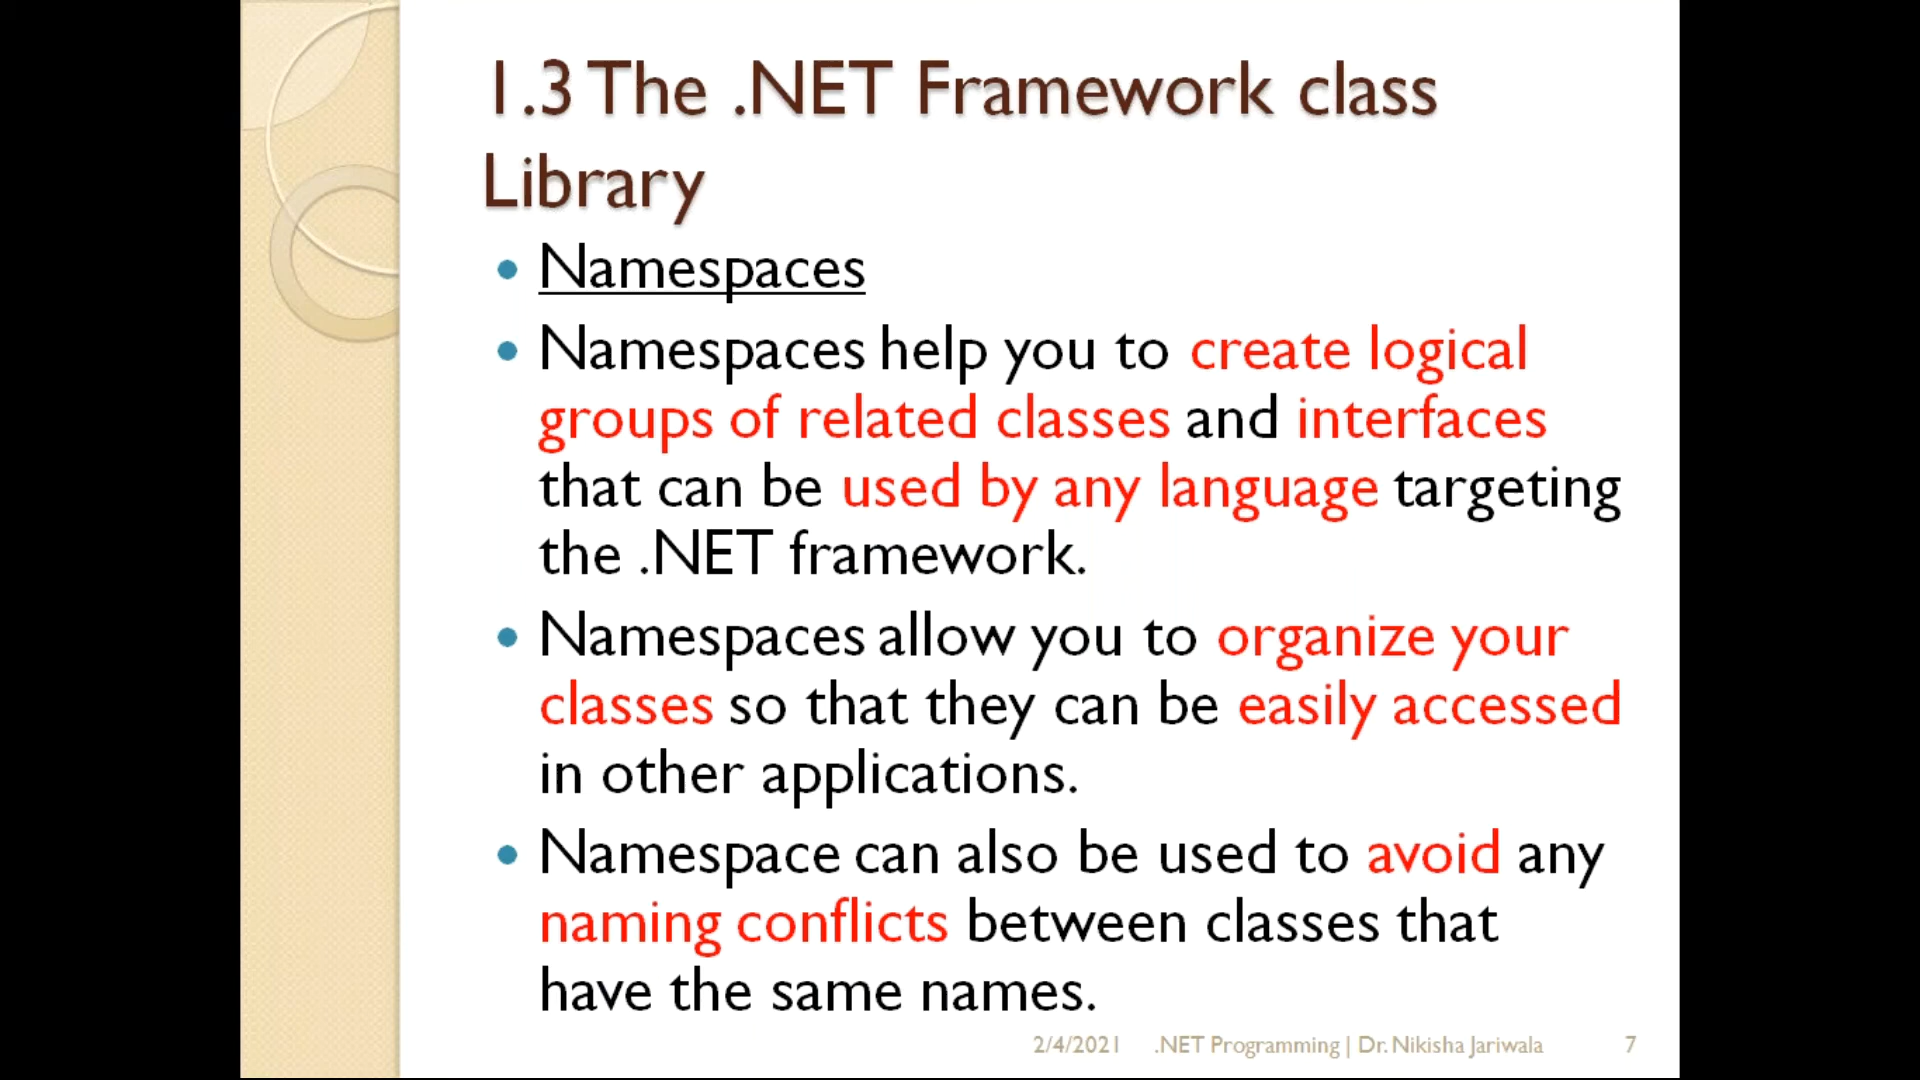 1.3 The .NET Framework class
Library
• Namespaces
• Namespaces help you to create logical
groups of related classes and interfaces
that can be used by any language targeting
the .NET framework.
• Namespaces allow you to organize your
classes so that they can be easily accessed
in other applications.
• Namespace can also be used to avoid any
naming conflicts between classes that
have the same names.
2/4/2021 .NET Programming | Dr. Nikisha Jariwala 7